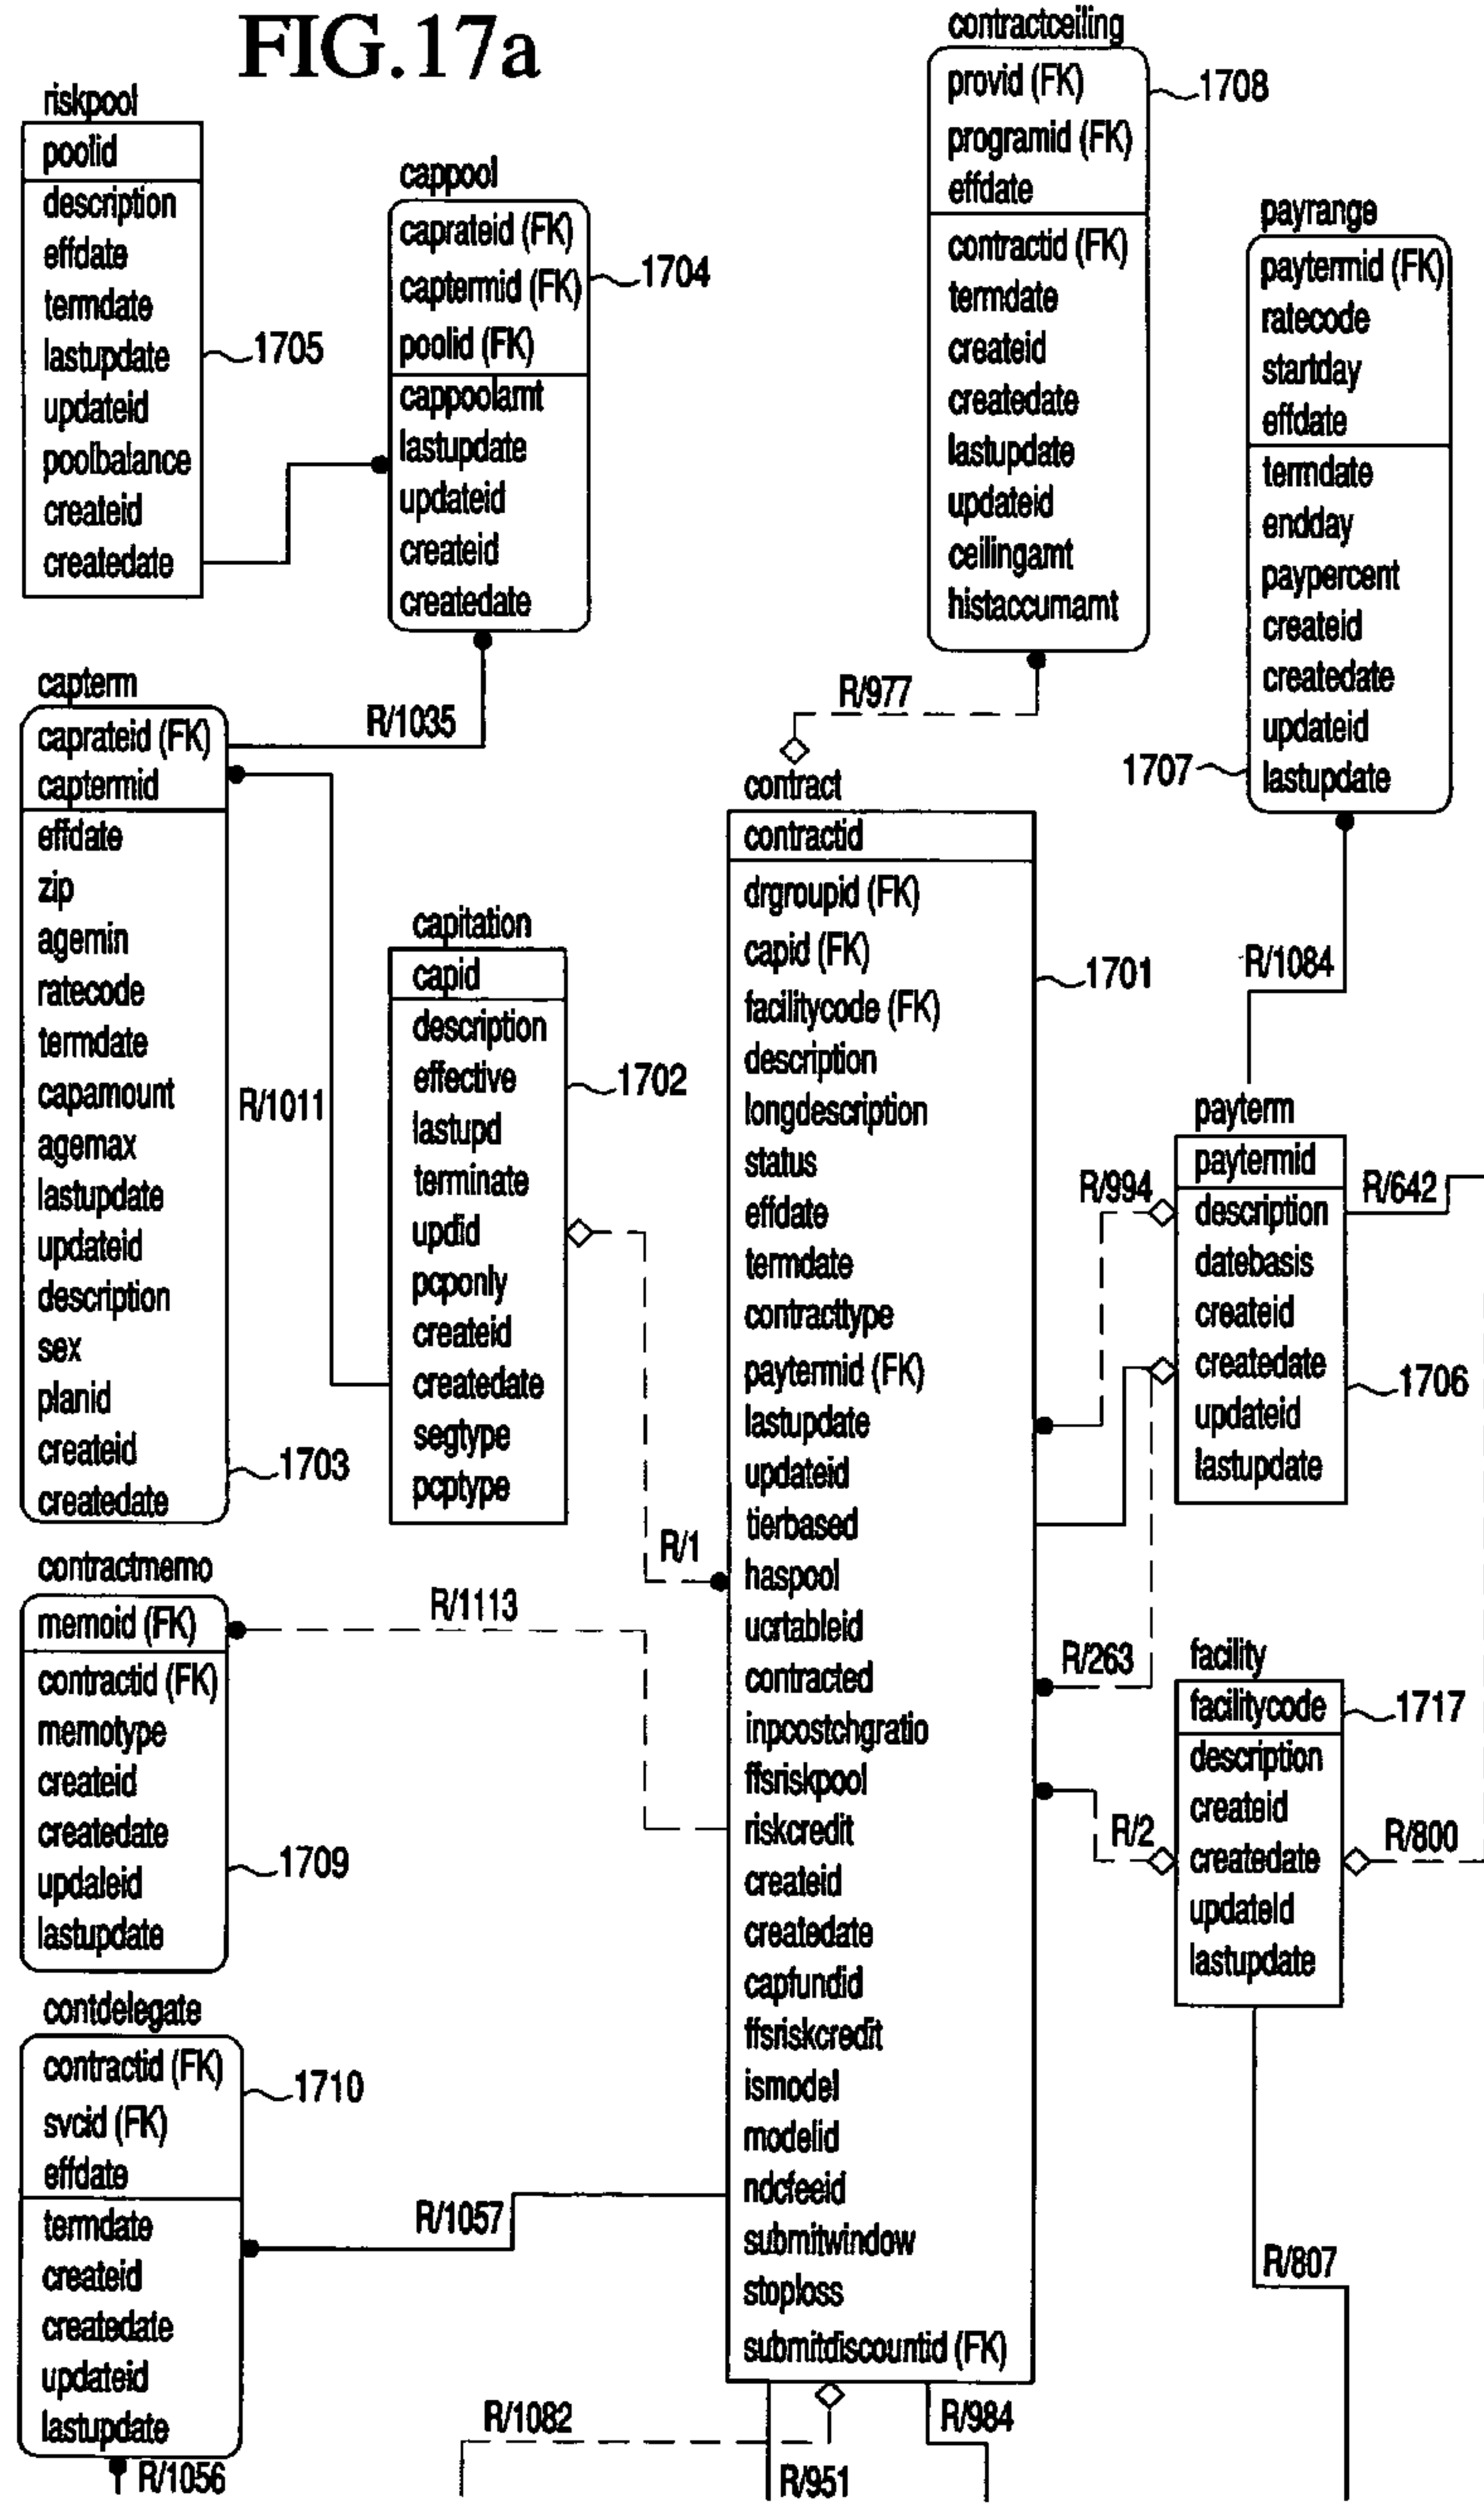 FIG.17a
riskpool
poolid
description
effdate
termdate
lastupdate
updateid
poolbalance
createid
createdate
1705
cappool
caprateid (FK)
captermid (FK)
poolid (FK)
cappoolamt
lastupdate
updateid
createid
createdate
1704
contractceiling
provid (FK)
programid (FK)
effdate
contractid (FK)
termdate
createid
createdate
lastupdate
updateid
ceilingamt
histaccumamt
1708
payrange
paytermid (FK)
ratecode
startday
effdate
termdate
endday
paypercent
createid
createdate
updateid
lastupdate
1707
R/1035
R/977
R/1084
capterm
caprateid (FK)
captermid
effdate
zip
agemin
ratecode
termdate
capamount
agemax
lastupdate
updateid
description
sex
planid
createid
createdate
1703
R/1011
capitation
capid
description
effective
lastupd
terminate
updid
pcponly
createid
createdate
segtype
pcptype
1702
R/1
contract
contractid
drgroupid (FK)
capid (FK)
facilitycode (FK)
description
longdescription
status
effdate
termdate
contracttype
paytermid (FK)
lastupdate
updateid
tierbased
haspool
ucrtableid
contracted
inpcostchgratio
ffsriskpool
riskcredit
createid
createdate
capfundid
ffsriskcredit
ismodel
modelid
ndcfeeid
submitwindow
stoploss
submitdiscountid (FK)
1701
payterm
paytermid
description
datebasis
createid
createdate
updateid
lastupdate
1706
R/994
R/642
R/263
facility
facilitycode
description
createid
createdate
updateid
lastupdate
1717
R/2
R/800
R/807
contractmemo
memoid (FK)
contractid (FK)
memotype
createid
createdate
updateid
lastupdate
1709
R/1113
contdelegate
contractid (FK)
svcid (FK)
effdate
termdate
createid
createdate
updateid
lastupdate
1710
R/1057
R/1056
R/1082
R/951
R/984